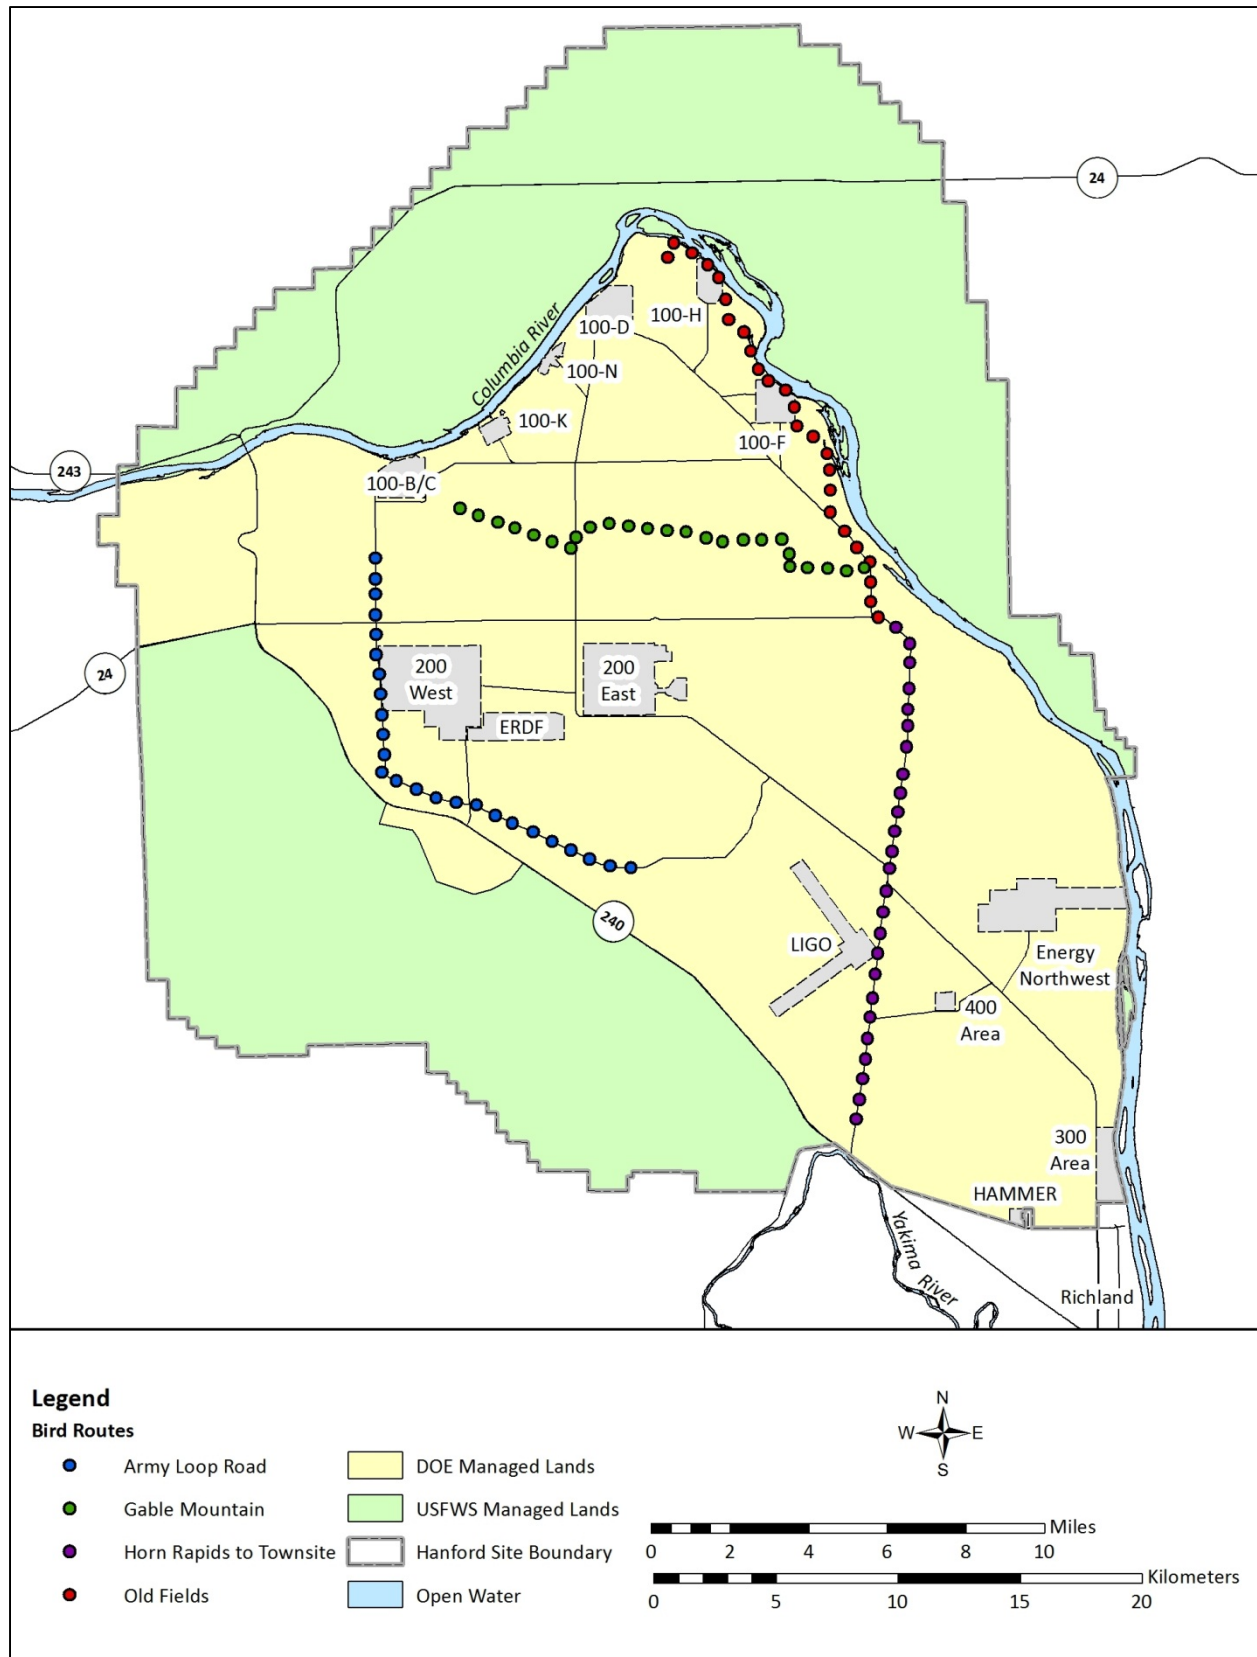 24
Columbia River
100-D
100-H
100-N
100-K
100-F
243
100-B/C
24
200
West
200
East
ERDF
240
LIGO
Energy
Northwest
400
Area
300
Area
HAMMER
Yakima River
Richland
Legend
Bird Routes
Army Loop Road
Gable Mountain
Horn Rapids to Townsite
Old Fields
DOE Managed Lands
USFWS Managed Lands
Hanford Site Boundary
Open Water
N
W E
S
Miles
0 2 4 6 8 10
Kilometers
0 5 10 15 20